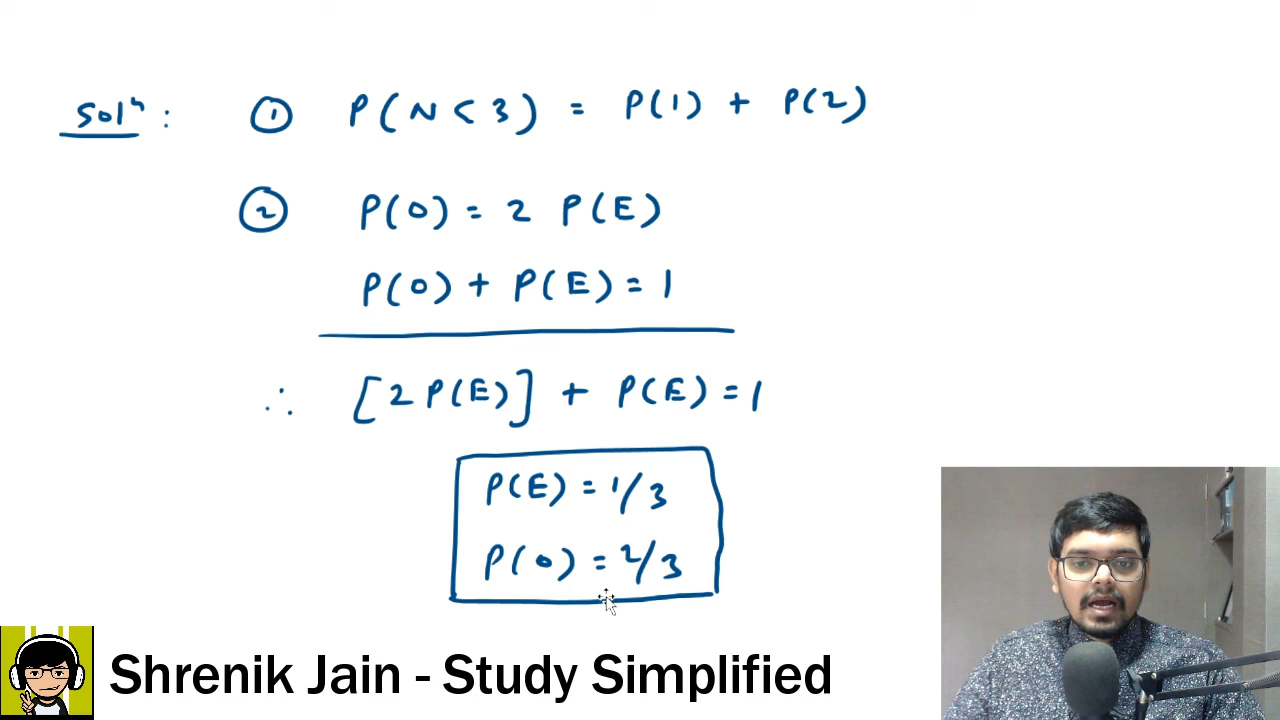 Solⁿ : ① P(N < 3) = P(1) + P(2)
② P(O) = 2 P(E)
P(O) + P(E) = 1
∴ [2 P(E)] + P(E) = 1
P(E) = 1/3
P(O) = 2/3
Shrenik Jain - Study Simplified